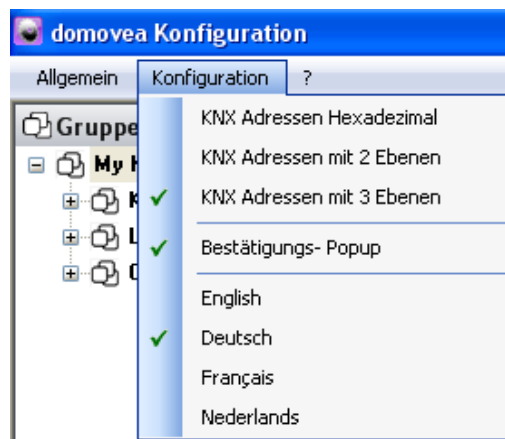 domovea Konfiguration
Allgemein Konfiguration ?
Gruppe
KNX Adressen Hexadezimal
My
KNX Adressen mit 2 Ebenen
KNX Adressen mit 3 Ebenen
Bestätigungs- Popup
English
Deutsch
Français
Nederlands